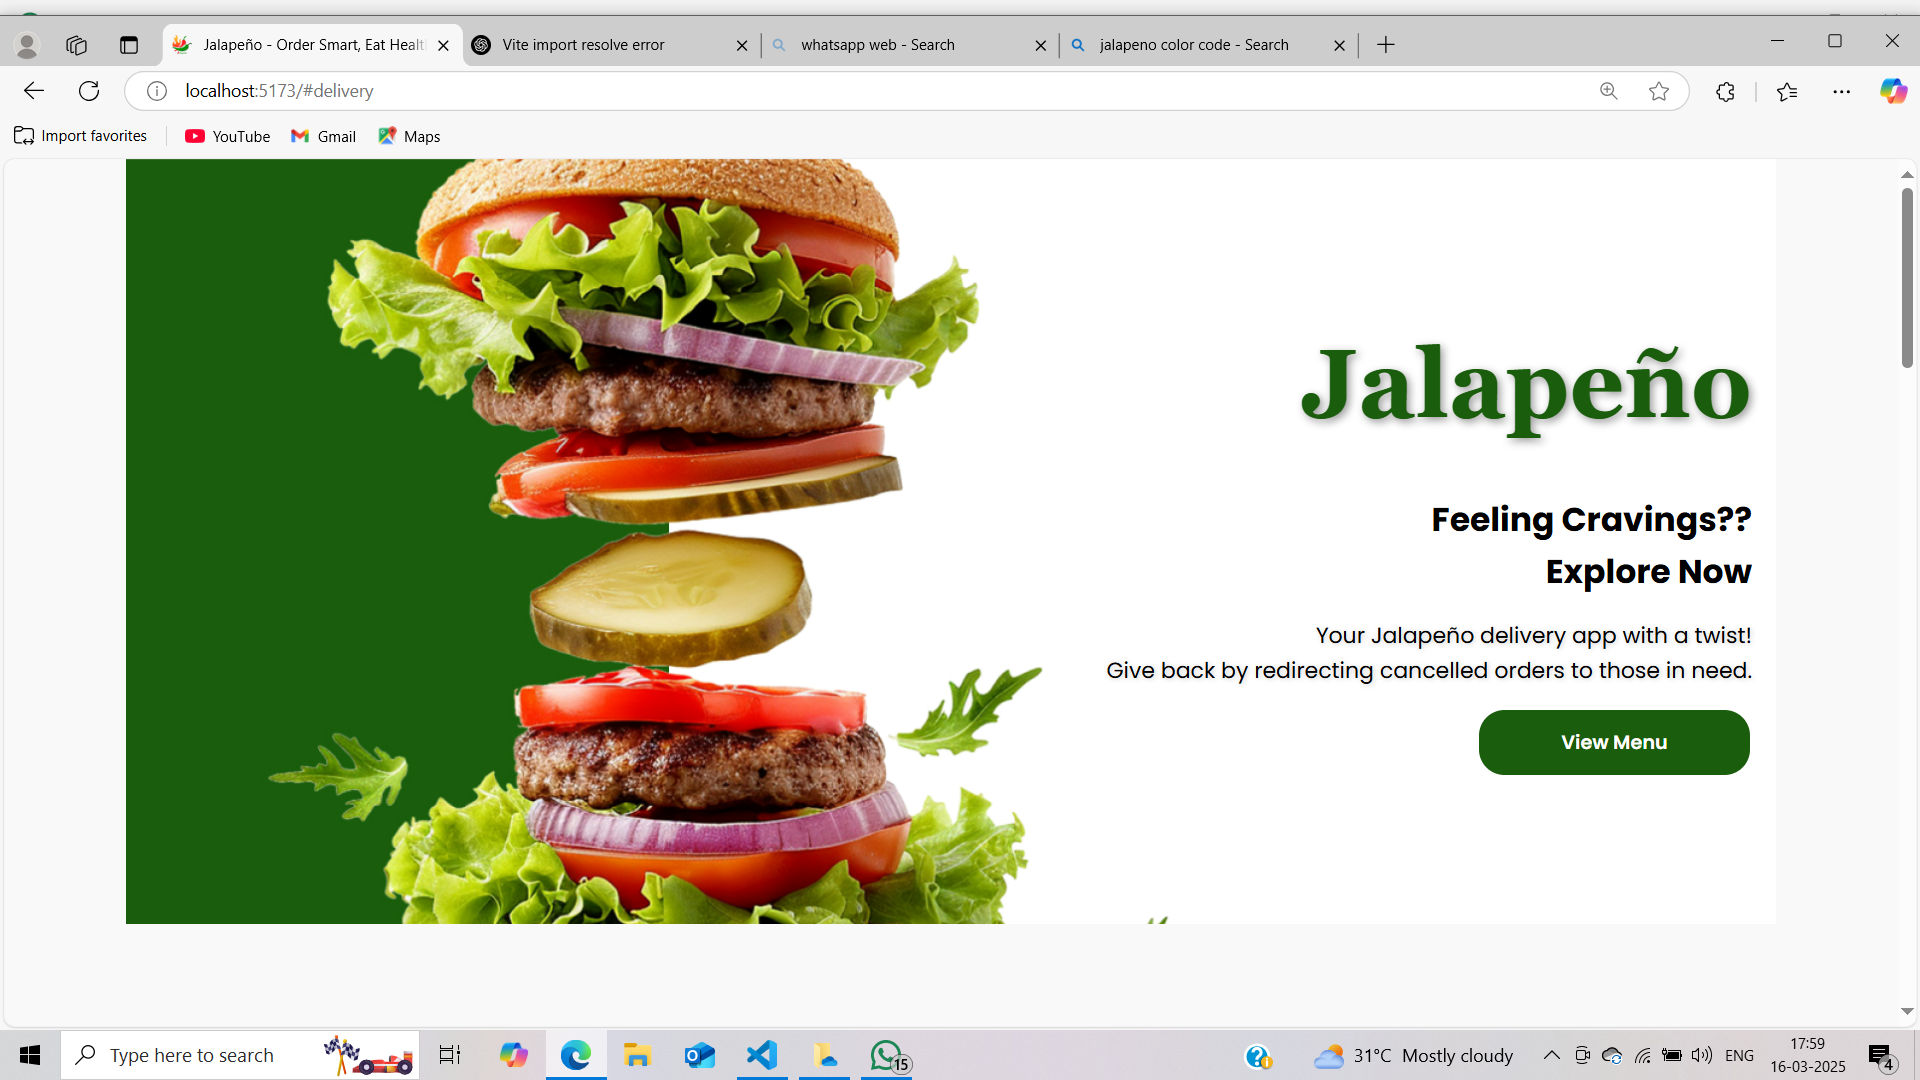 Jalapeño - Order Smart, Eat Healt
Vite import resolve error
whatsapp web - Search
jalapeno color code - Search
localhost:5173/#delivery
Import favorites
YouTube
Gmail
Maps
Jalapeño
Feeling Cravings??
Explore Now
Your Jalapeño delivery app with a twist!
Give back by redirecting cancelled orders to those in need.
View Menu
Type here to search
15
31°C Mostly cloudy
ENG
17:59
16-03-2025
4